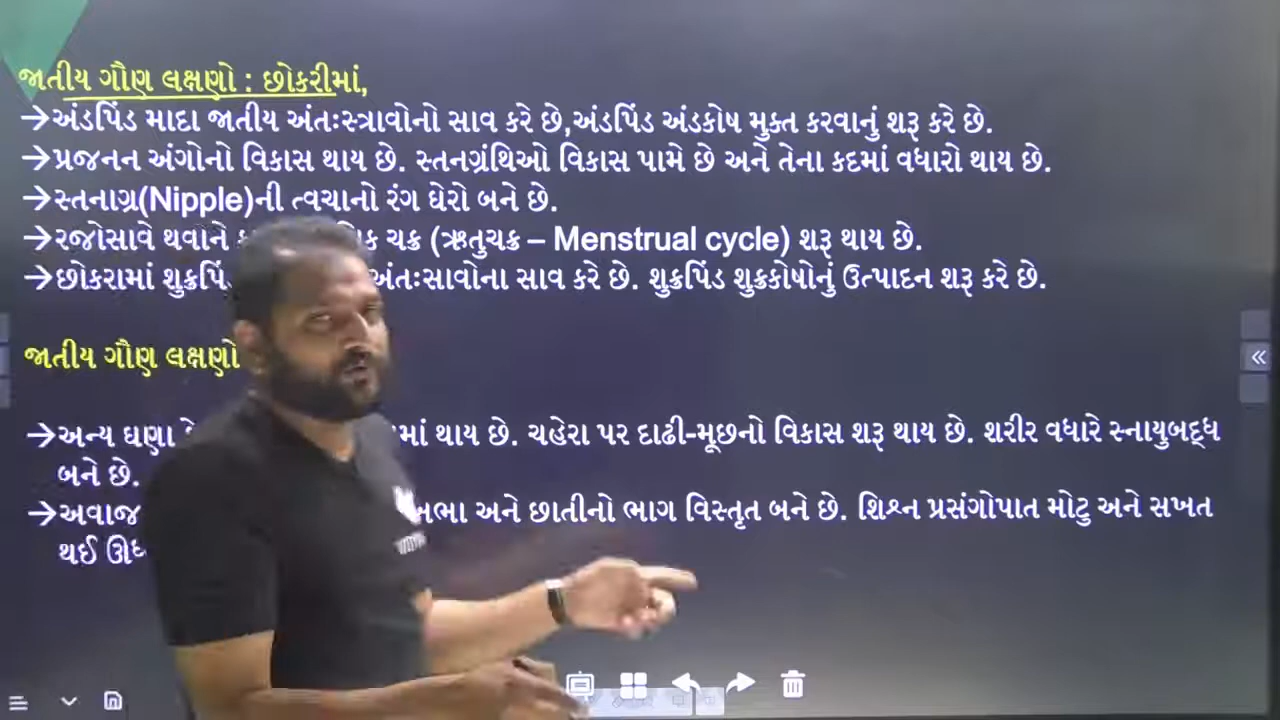 જાતીય ગૌણ લક્ષણો : છોકરીમાં,
→અંડપિંડ માદા જાતીય અંતઃસ્ત્રાવોનો સાવ કરે છે,અંડપિંડ અંડકોષ મુક્ત કરવાનું શરૂ કરે છે.
→પ્રજનન અંગોનો વિકાસ થાય છે. સ્તનગ્રંથિઓ વિકાસ પામે છે અને તેના કદમાં વધારો થાય છે.
→સ્તનાગ્ર(Nipple)ની ત્વચાનો રંગ ઘેરો બને છે.
→રજોસાવે થવાને ચક્ર (ઋતુચક્ર – Menstrual cycle) શરૂ થાય છે.
→છોકરામાં અંતઃસાવોના સાવ કરે છે. શુંક્રપિંડ શુક્રકોષોનું ઉત્પાદન શરૂ કરે છે.
જાતીય ગૌણ લક્ષણો
→અન્ય ઘણા થાય છે. ચહેરા પર દાઢી-મૂછનો વિકાસ શરૂ થાય છે. શરીર વધારે સ્નાયુબદ્ધ
બને છે.
→અવાજ અને છાતીનો ભાગ વિસ્તૃત બને છે. શિશ્ન પ્રસંગોપાત મોટુ અને સખત
થઈ